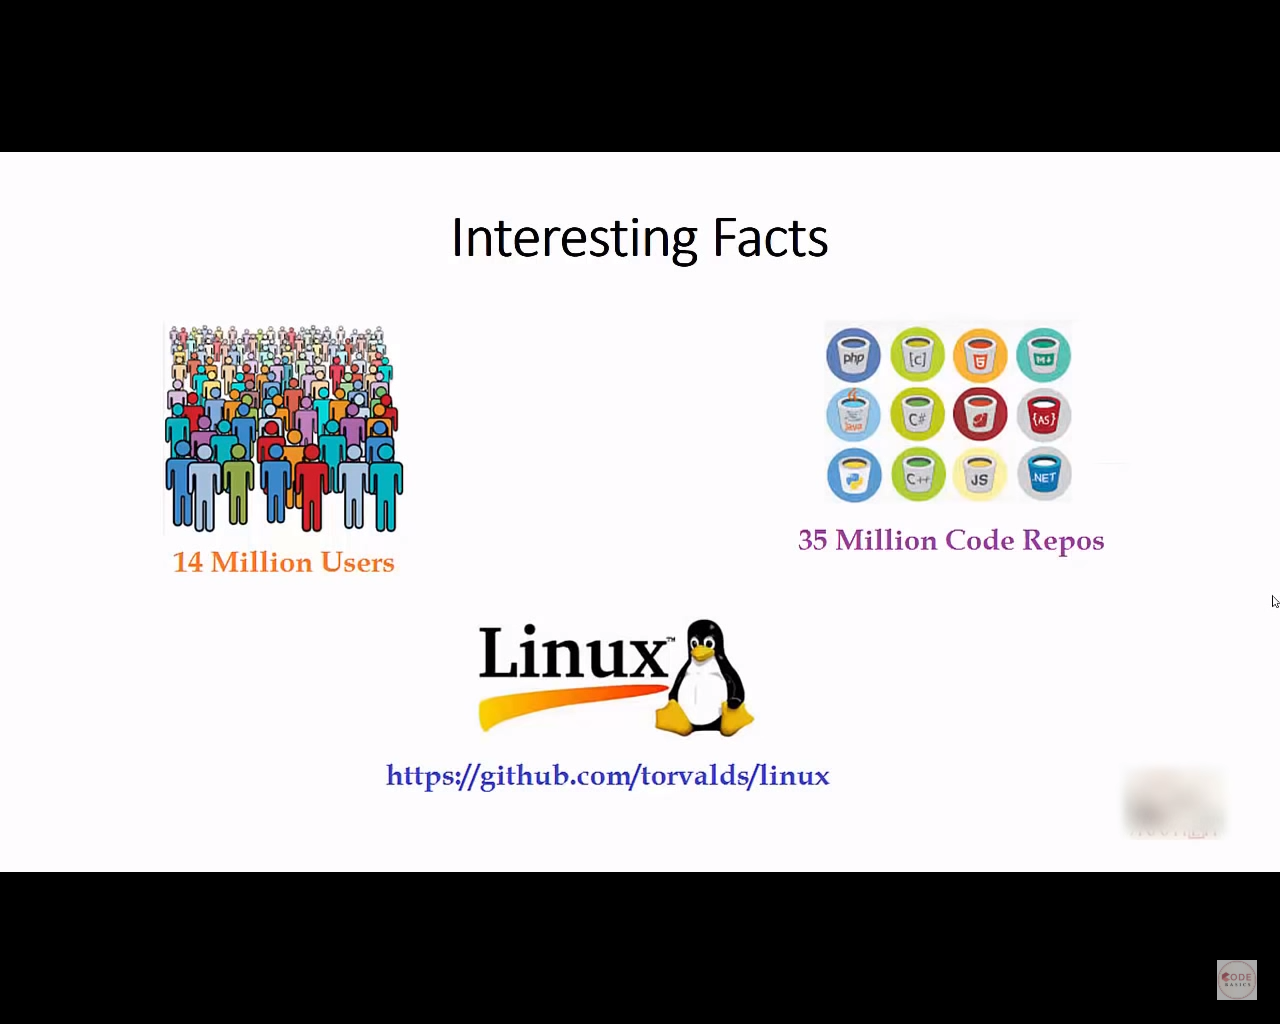 Interesting Facts
php
[C]
5
M↓
Java
C#
{AS}
C++
JS
.NET
14 Million Users
35 Million Code Repos
Linux™
https://github.com/torvalds/linux
CODE
BASICS